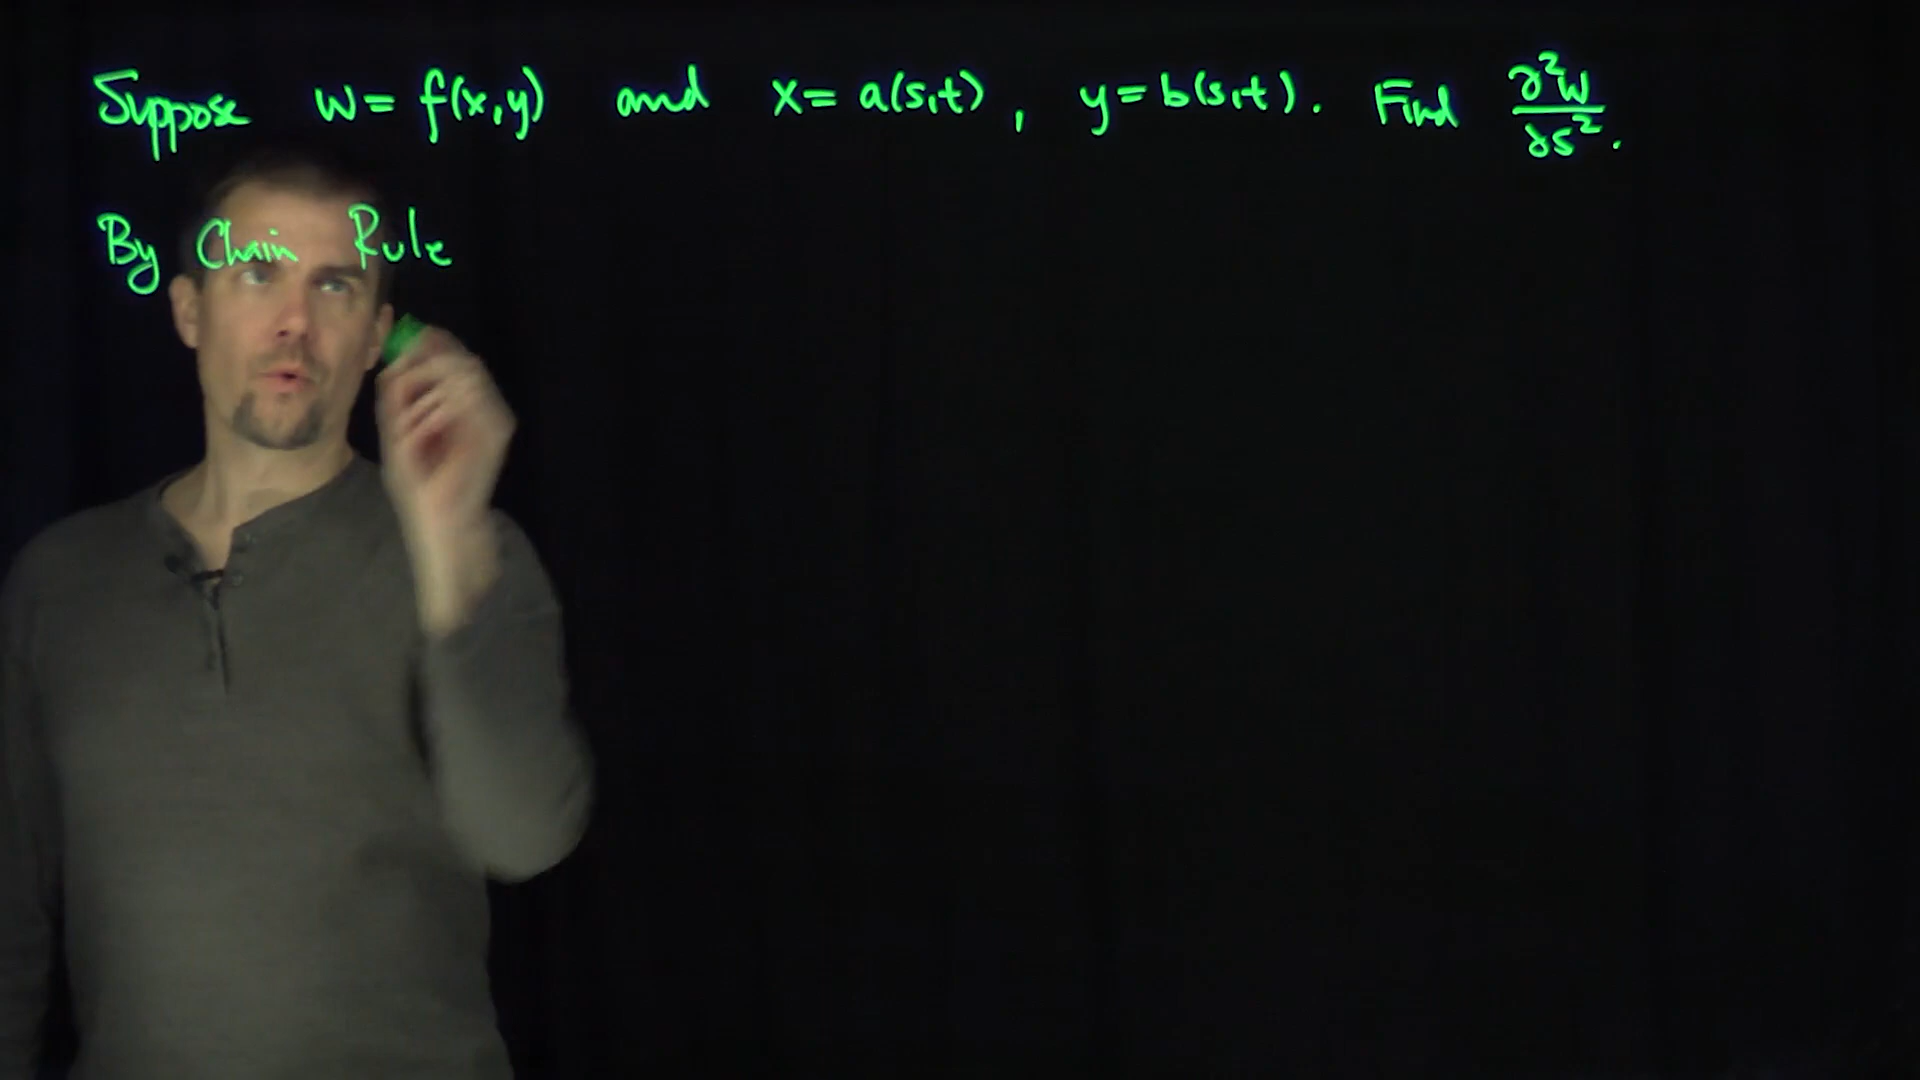 Suppose w = f(x,y) and x = a(s,t), y = b(s,t). Find ∂²w/∂s².
By Chain Rule